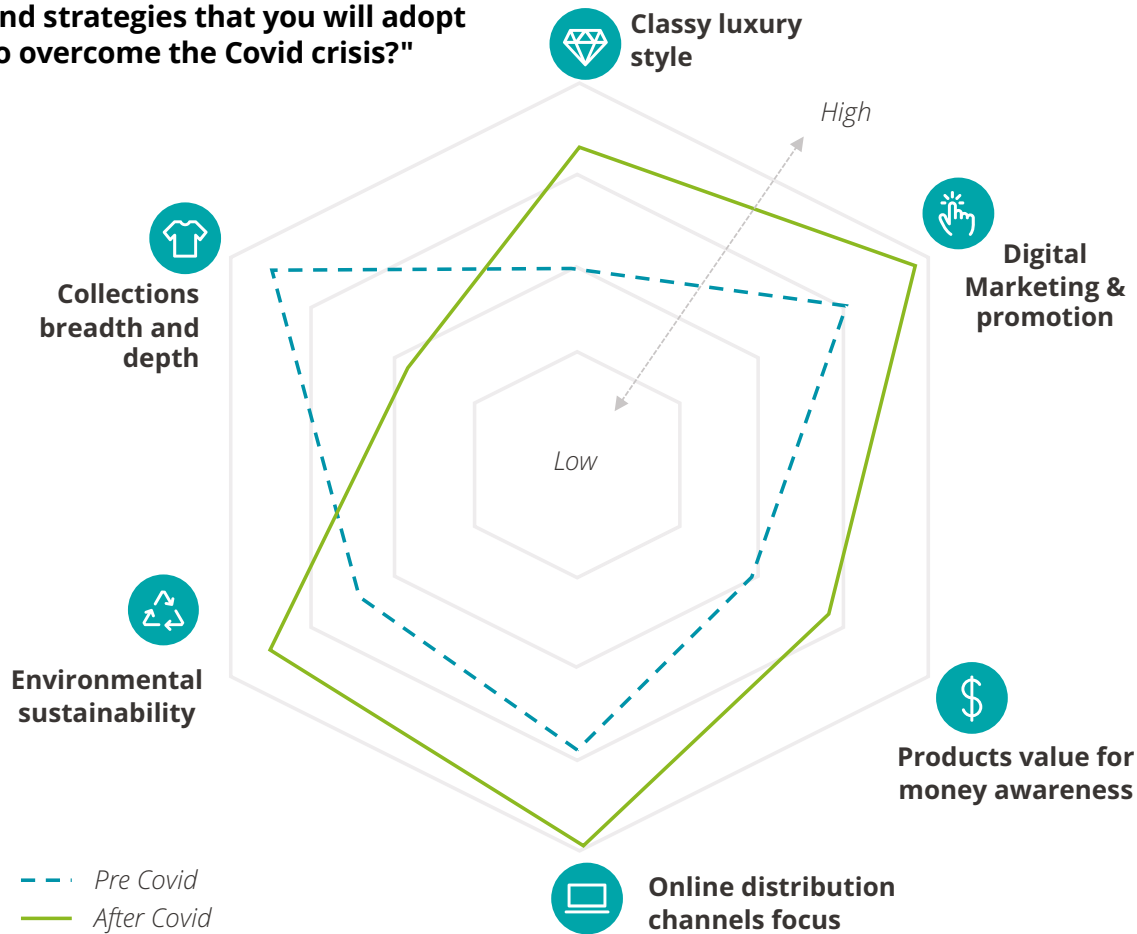 nd strategies that you will adopt
o overcome the Covid crisis?"
Classy luxury
style
High
Digital
Marketing &
promotion
Collections
breadth and
depth
Low
Environmental
sustainability
Products value for
money awareness
Online distribution
channels focus
Pre Covid
After Covid